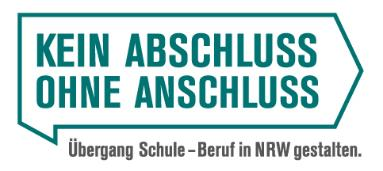 KEIN ABSCHLUSS
OHNE ANSCHLUSS
Übergang Schule – Beruf in NRW gestalten.